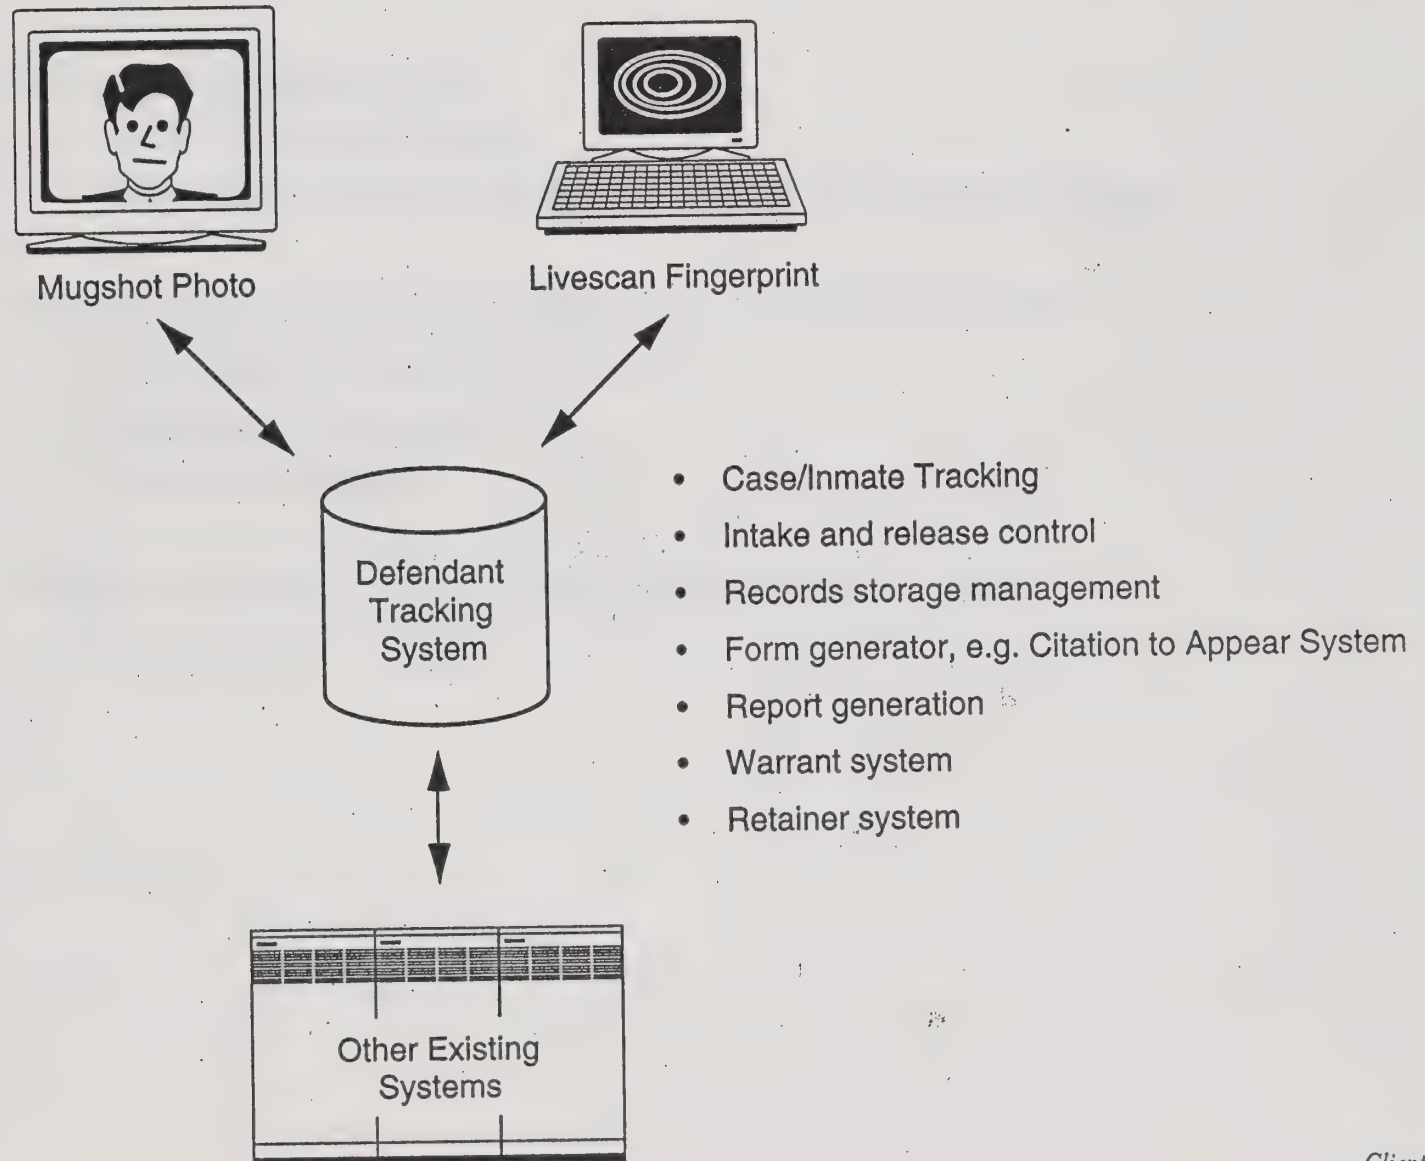 Mugshot Photo
Livescan Fingerprint
Defendant
Tracking
System
• Case/Inmate Tracking
• Intake and release control
• Records storage management
• Form generator, e.g. Citation to Appear System
• Report generation
• Warrant system
• Retainer system
Other Existing
Systems
Client